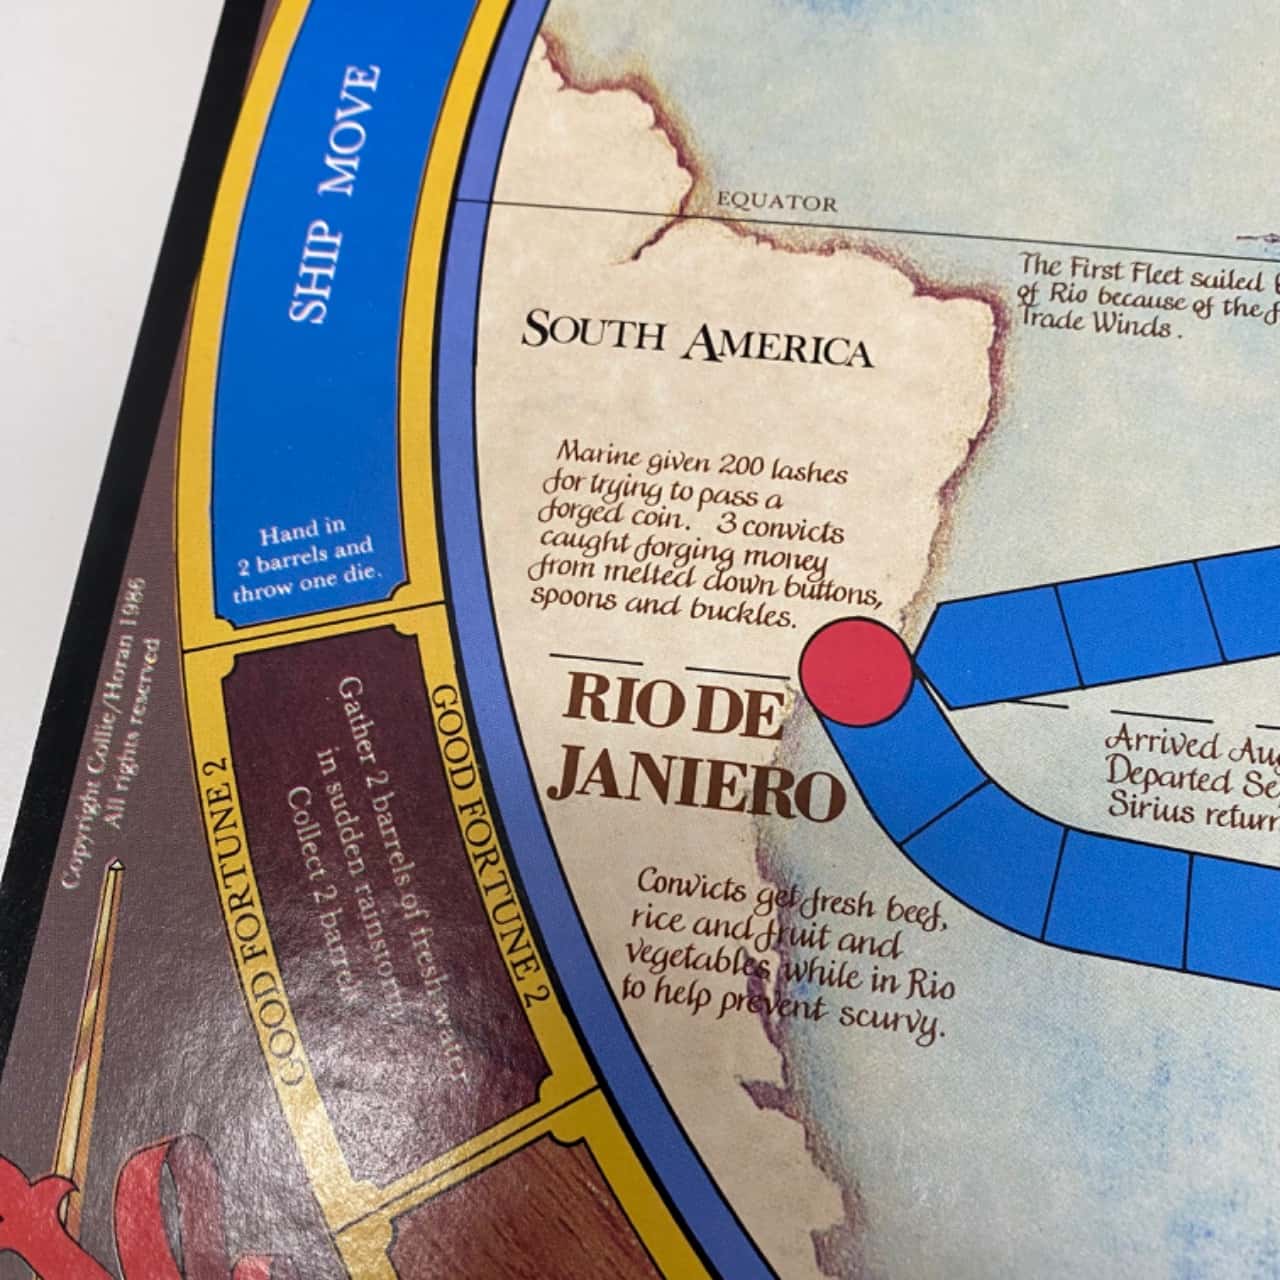 SHIP MOVE
Hand in
2 barrels and
throw one die.
Copyright Collie/Horan 1986
All rights reserved
GOOD FORTUNE 2
Gather 2 barrels of fresh water
in sudden rainstorm
Collect 2 barrels
GOOD FORTUNE 2
EQUATOR
The First Fleet sailed
of Rio because of the
Trade Winds.
SOUTH AMERICA
Marine given 200 lashes
for trying to pass a
forged coin. 3 convicts
caught forging money
from melted down buttons,
spoons and buckles.
RIO DE
JANIERO
Arrived
Departed
Sirius
Convicts get fresh beef,
rice and fruit and
vegetables while in Rio
to help prevent scurvy.